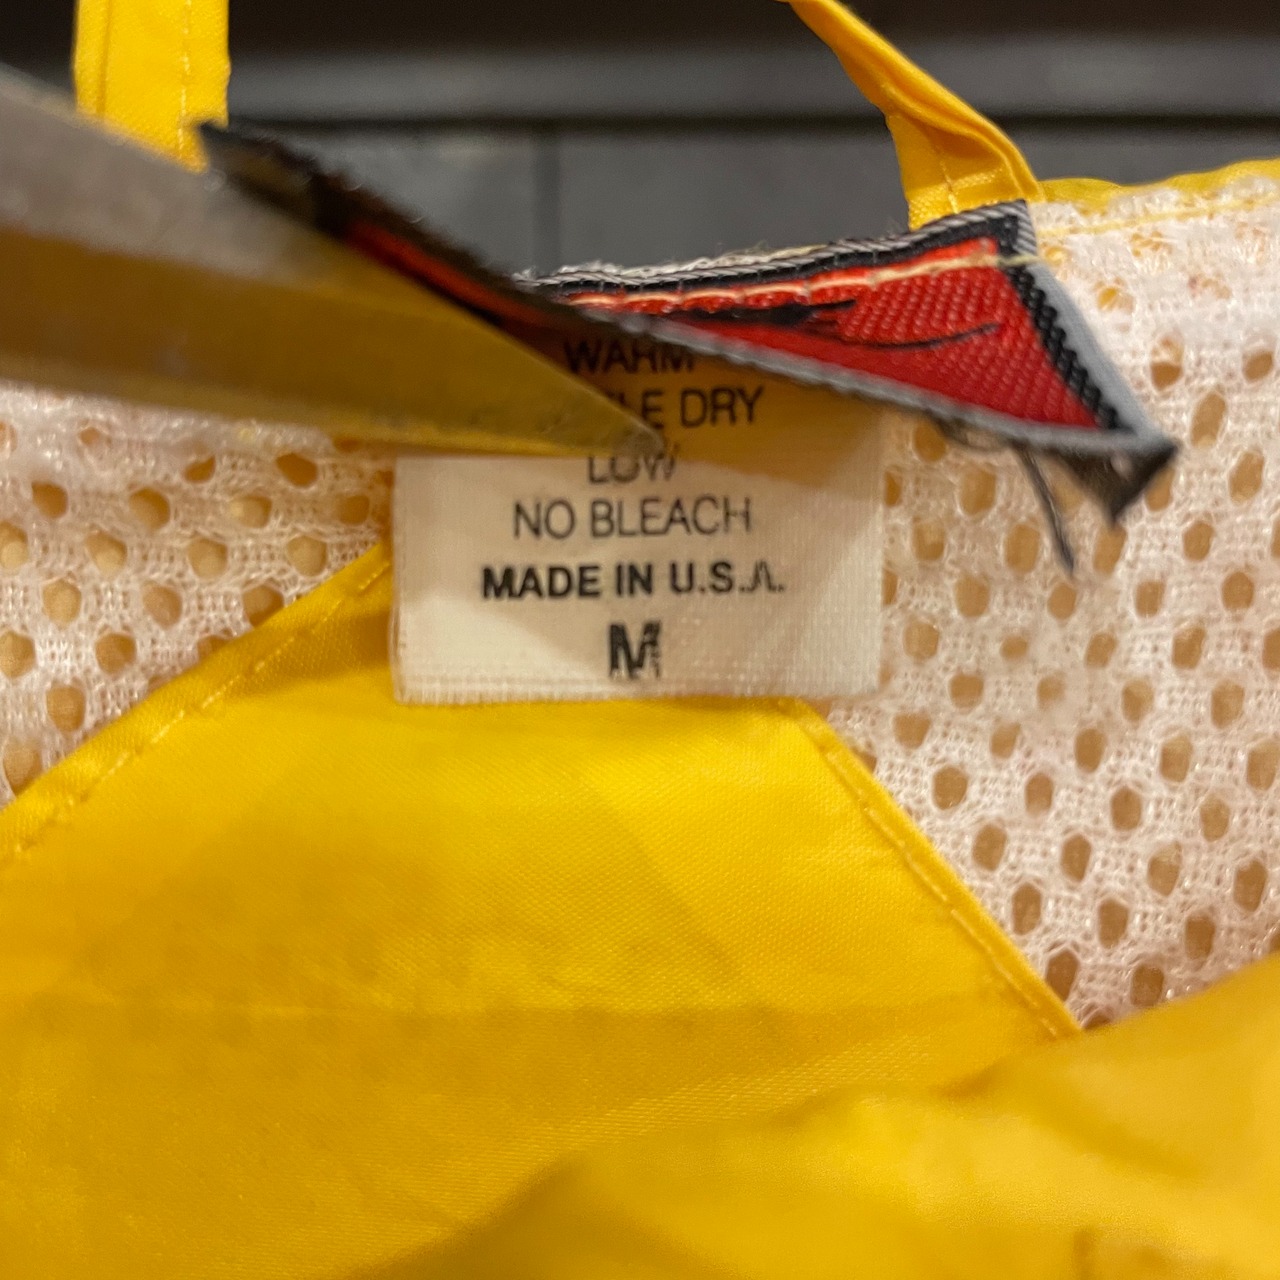 WARM
LE DRY
LOW
NO BLEACH
MADE IN U.S.A.
M